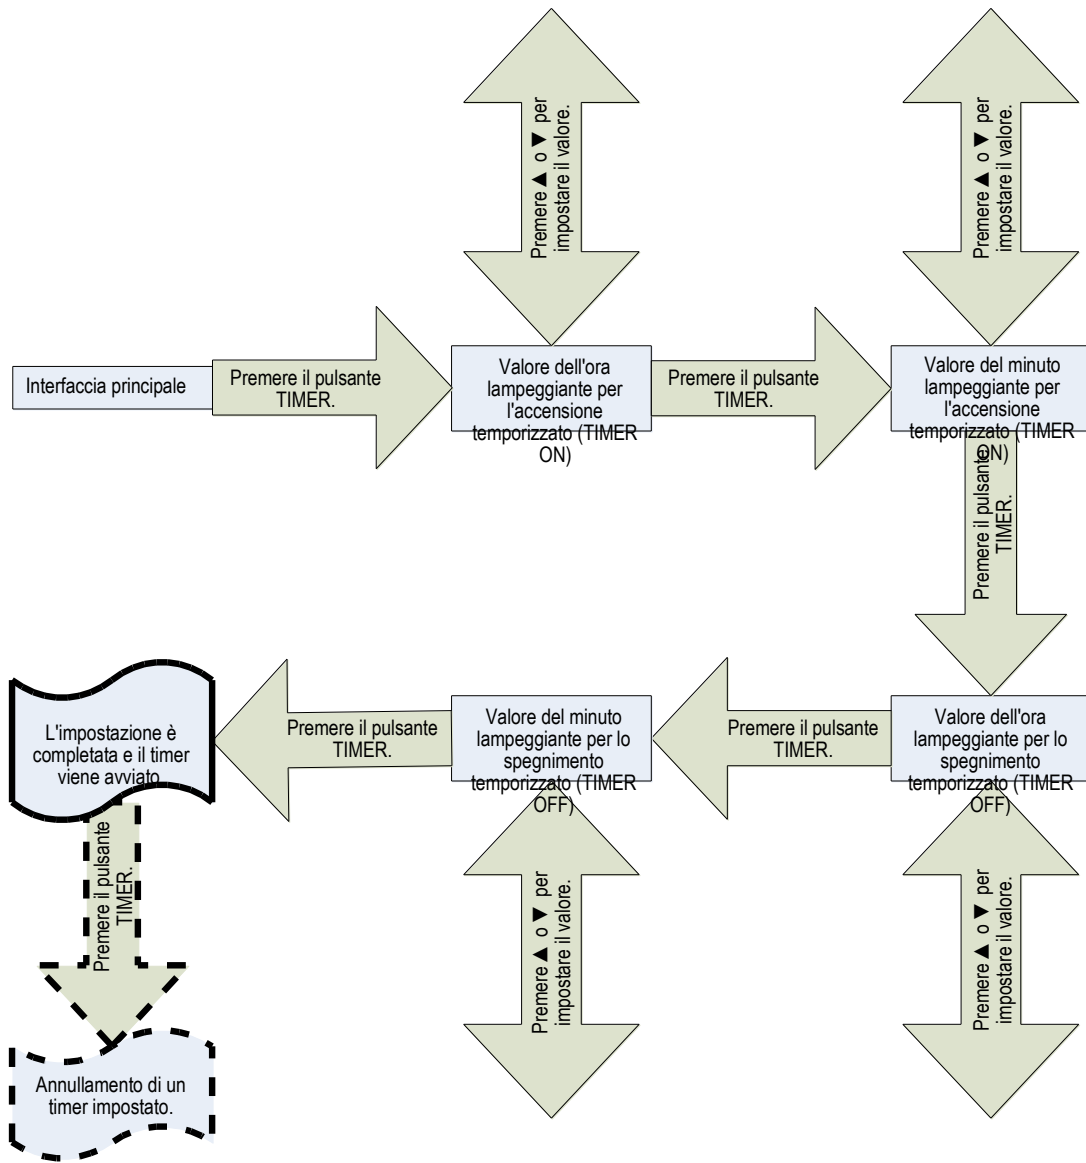 Premere ▲ o ▼ per
impostare il valore.
Premere ▲ o ▼ per
impostare il valore.
Interfaccia principale
Premere il pulsante
TIMER.
Valore dell'ora
lampeggiante per
l'accensione
temporizzato (TIMER
ON)
Premere il pulsante
TIMER.
Valore del minuto
lampeggiante per
l'accensione
temporizzato (TIMER
ON)
Premere il pulsante
TIMER.
L'impostazione è
completata e il timer
viene avviato.
Premere il pulsante
TIMER.
Valore del minuto
lampeggiante per lo
spegnimento
temporizzato (TIMER
OFF)
Premere il pulsante
TIMER.
Valore dell'ora
lampeggiante per lo
spegnimento
temporizzato (TIMER
OFF)
Premere il pulsante
TIMER.
Premere ▲ o ▼ per
impostare il valore.
Premere ▲ o ▼ per
impostare il valore.
Annullamento di un
timer impostato.